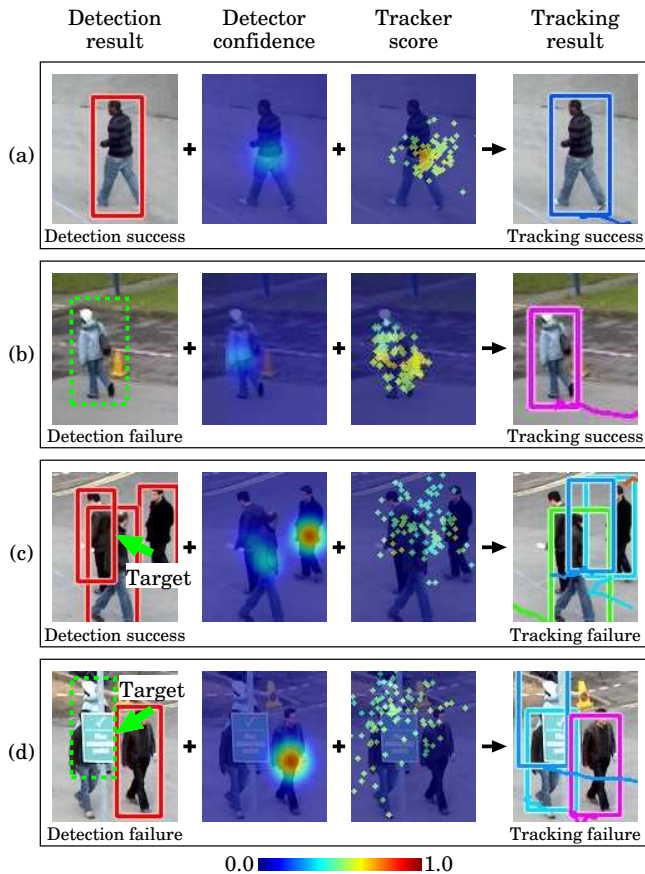 Detection result
Detector confidence
Tracker score
Tracking result
(a)
Detection success
Tracking success
(b)
Detection failure
Tracking success
(c)
Target
Detection success
Tracking failure
(d)
Target
Detection failure
Tracking failure
0.0
1.0